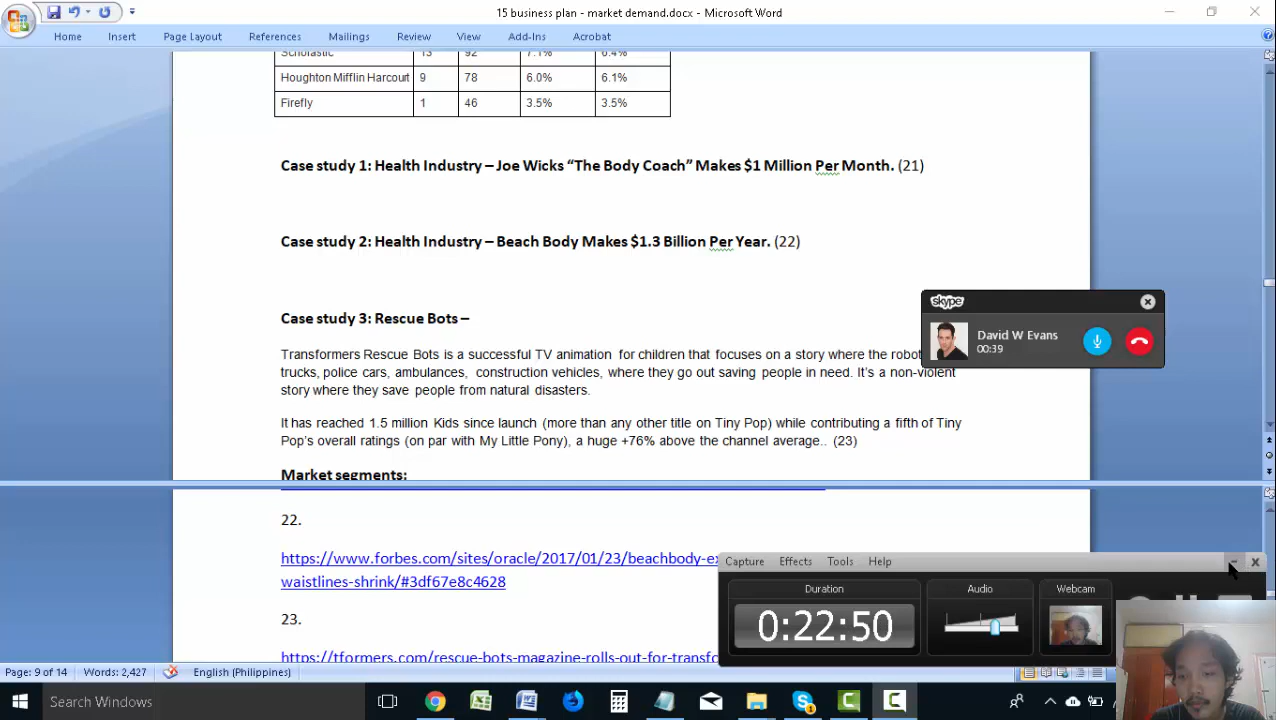 15 business plan - market demand.docx - Microsoft Word
Home Insert Page Layout References Mailings Review View Add-Ins Acrobat
Scholastic 13 92 7.1% 6.4%
Houghton Mifflin Harcourt 9 78 6.0% 6.1%
Firefly 1 46 3.5% 3.5%
Case study 1: Health Industry – Joe Wicks “The Body Coach” Makes $1 Million Per Month. (21)
Case study 2: Health Industry – Beach Body Makes $1.3 Billion Per Year. (22)
Case study 3: Rescue Bots –
Transformers Rescue Bots is a successful TV animation for children that focuses on a story where the robot
trucks, police cars, ambulances, construction vehicles, where they go out saving people in need. It’s a non-violent
story where they save people from natural disasters.
It has reached 1.5 million Kids since launch (more than any other title on Tiny Pop) while contributing a fifth of Tiny
Pop’s overall ratings (on par with My Little Pony), a huge +76% above the channel average.. (23)
Market segments:
skype
David W Evans
00:39
22.
https://www.forbes.com/sites/oracle/2017/01/23/beachbody-ex
waistlines-shrink/#3df67e8c4628
23.
https://tformers.com/rescue-bots-magazine-rolls-out-for-transfo
Capture Effects Tools Help
Duration Audio Webcam
0:22:50
Page: 9 of 14 Words: 2,427 English (Philippines)
Search Windows